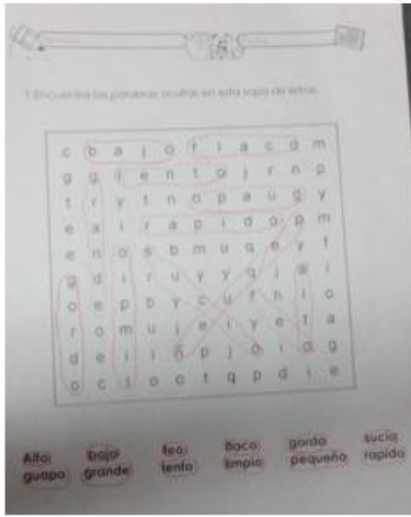 1. Encuentra las palabras ocultas en esta sopa de letras.
c b a j o f l a c o m
g g l e n t o j r n p
t r y t n o p a u g y
e a i r a p i d o p m
e n o s b m u q e y f
g d i r u y y q j a i
o e p b y c u f n l o
r o m u j e i y e t a
d e i i ñ p j o i a g
o c l o o t q p d i e
Alto bajo feo flaco gordo sucia
guapo grande lento limpio pequeño rapido